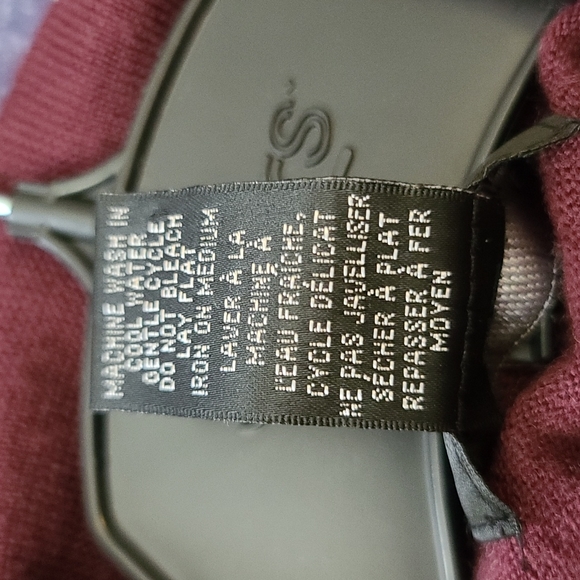 MACHINE WASH IN
COOL WATER
GENTLE CYCLE
DO NOT BLEACH
LAY FLAT
IRON ON MEDIUM
LAVER À LA
MACHINE À
L'EAU FRAICHE,
CYCLE DÉLICAT
NE PAS JAVELLISER
SÉCHER À PLAT
REPASSER À FER
MOYEN